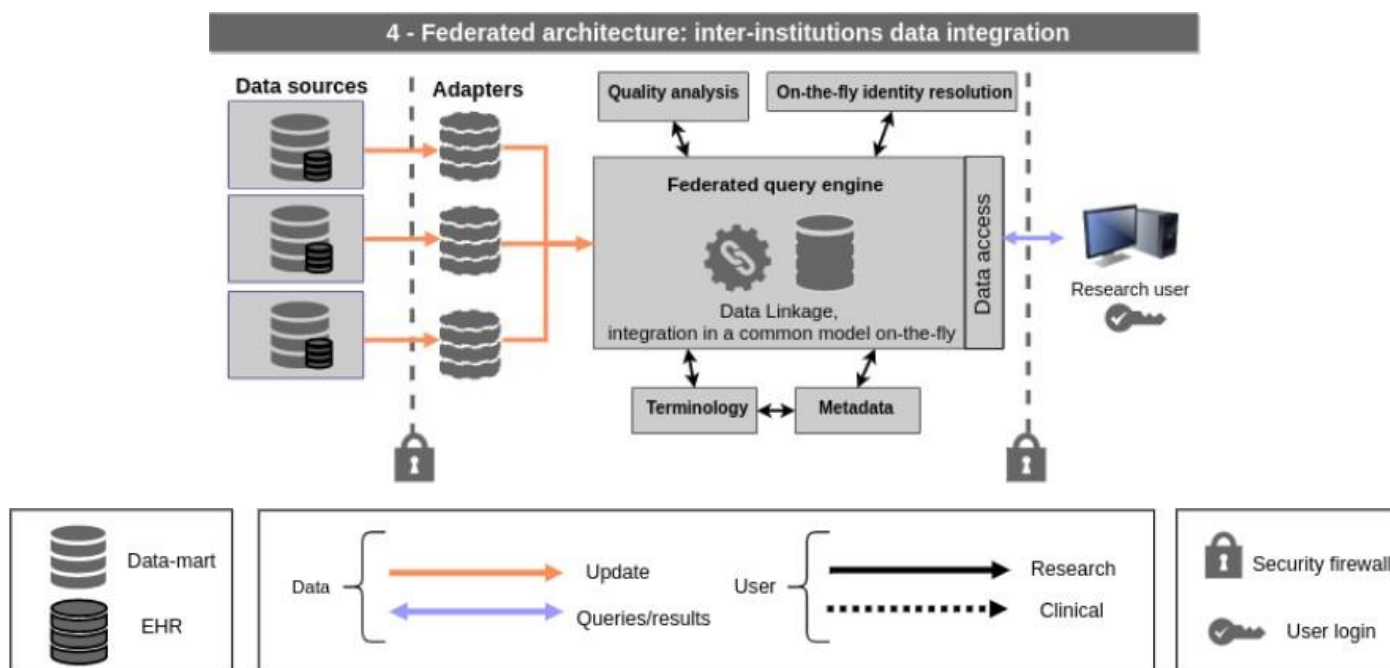 4 - Federated architecture: inter-institutions data integration
Data sources
Adapters
Quality analysis
On-the-fly identity resolution
Federated query engine
Data Linkage,
integration in a common model on-the-fly
Data access
Research user
Terminology
Metadata
Data-mart
EHR
Data
Update
Queries/results
User
Research
Clinical
Security firewall
User login